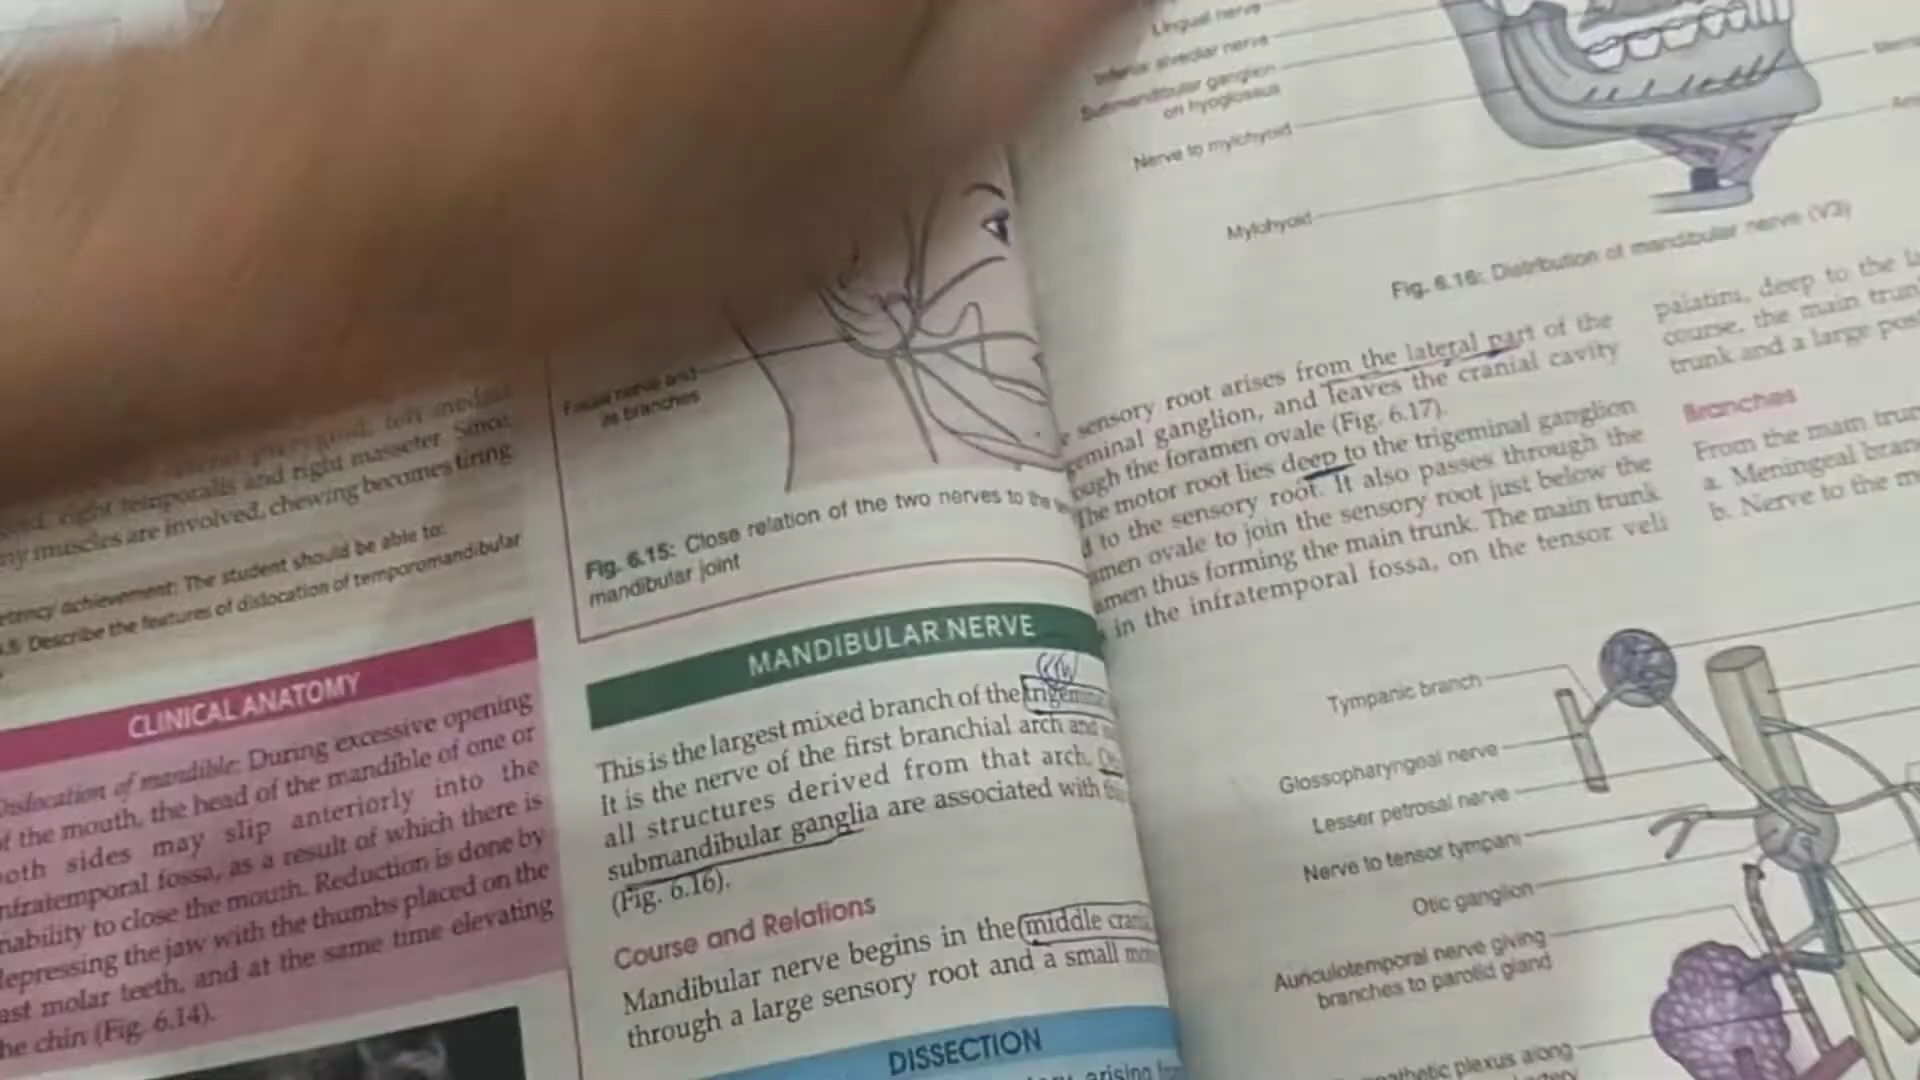 right temporalis and right masseter. Since,
muscles are involved, chewing becomes tiring.
achievement: The student should be able to:
Describe the features of dislocation of temporomandibular
CLINICAL ANATOMY
Dislocation of mandible: During excessive opening
of the mouth, the head of the mandible of one or
both sides may slip anteriorly into the
infratemporal fossa, as a result of which there is
inability to close the mouth. Reduction is done by
depressing the jaw with the thumbs placed on the
last molar teeth, and at the same time elevating
the chin (Fig. 6.14).
Facial nerve and
its branches
Fig. 6.15: Close relation of the two nerves to the
mandibular joint
MANDIBULAR NERVE
This is the largest mixed branch of the
It is the nerve of the first branchial arch and
all structures derived from that arch.
submandibular ganglia are associated with
(Fig. 6.16).
Course and Relations
Mandibular nerve begins in the middle
through a large sensory root and a small
DISSECTION
arising
Lingual nerve
Inferior alveolar nerve
Submandibular ganglion
on hyoglossus
Nerve to mylohyoid
Mylohyoid
Fig. 6.16: Distribution of mandibular nerve (V3)
sensory root arises from the lateral part of the
ganglion, and leaves the cranial cavity
the foramen ovale (Fig. 6.17).
The motor root lies deep to the trigeminal ganglion
to the sensory root. It also passes through the
ovale to join the sensory root just below the
thus forming the main trunk. The main trunk
in the infratemporal fossa, on the tensor veli
palatini, deep to the
course, the main
trunk and a large
Branches
From the main
a. Meningeal
b. Nerve to the
Tympanic branch
Glossopharyngeal nerve
Lesser petrosal nerve
Nerve to tensor tympani
Otic ganglion
Auriculotemporal nerve giving
branches to parotid gland
plexus along